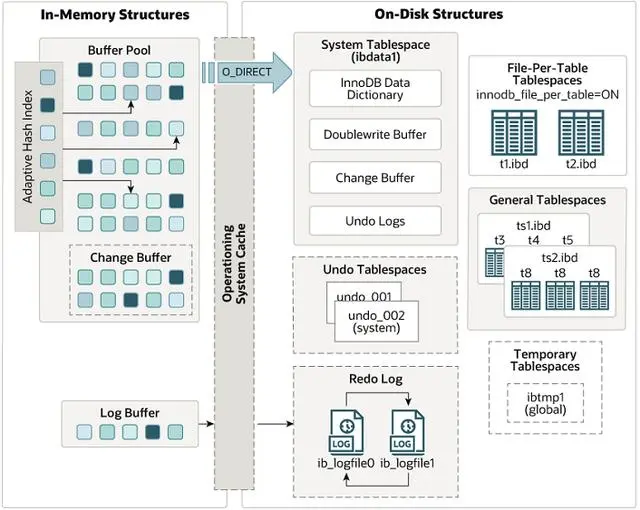 In-Memory Structures
On-Disk Structures
Buffer Pool
Adaptive Hash Index
Change Buffer
Log Buffer
O_DIRECT
Operationing
System Cache
System Tablespace
(ibdata1)
InnoDB Data
Dictionary
Doublewrite Buffer
Change Buffer
Undo Logs
Undo Tablespaces
undo_001
undo_002
(system)
Redo Log
LOG
LOG
ib_logfile0
ib_logfile1
File-Per-Table
Tablespaces
innodb_file_per_table=ON
t1.ibd
t2.ibd
General Tablespaces
ts1.ibd
t3 t4 t5
ts2.ibd
t8 t8 t8
Temporary
Tablespaces
ibtmp1
(global)